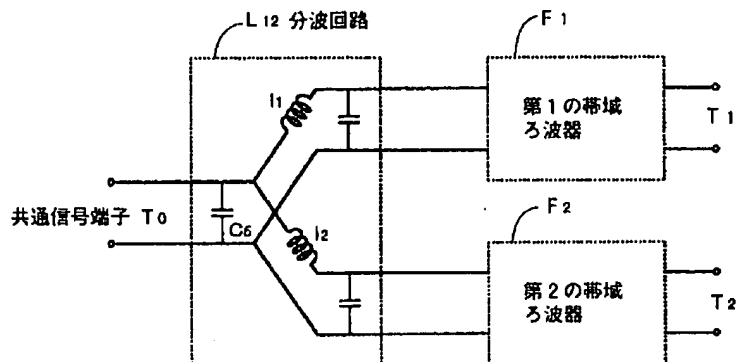 L12 分波回路
F1
l1
第1の帯域
ろ波器
T1
共通信号端子 T0
C6
l2
F2
第2の帯域
ろ波器
T2